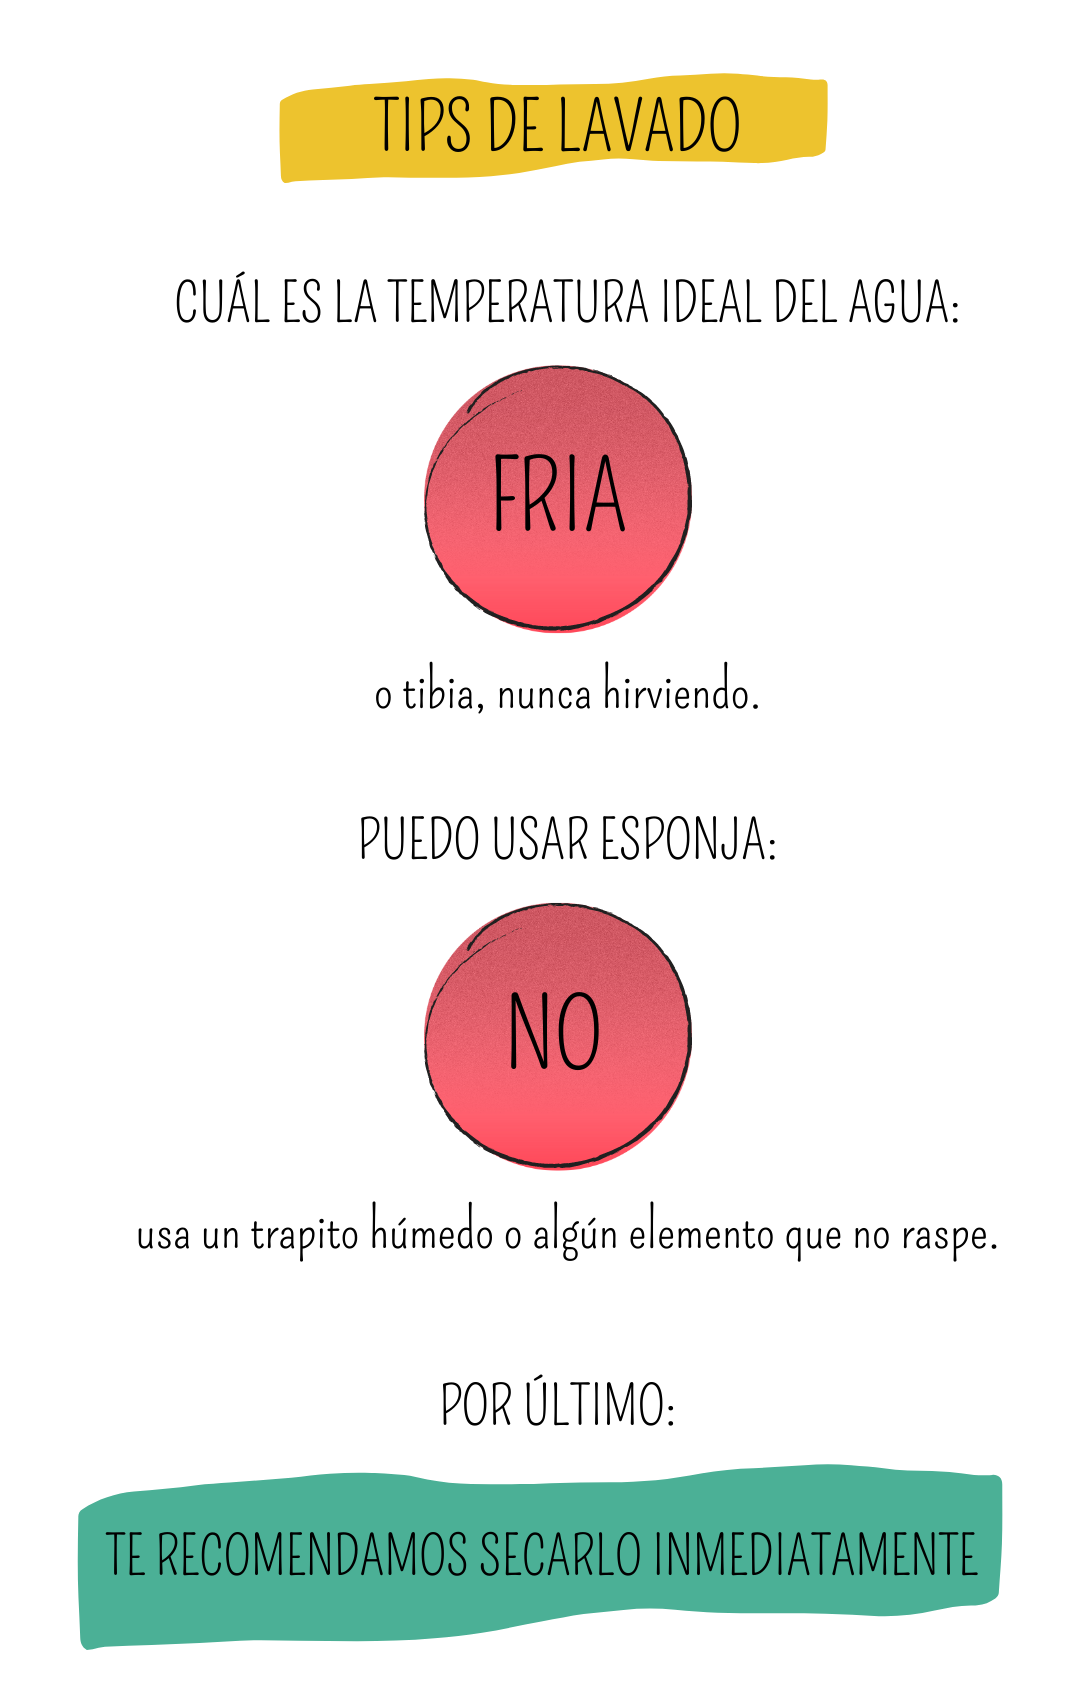 TIPS DE LAVADO
CUÁL ES LA TEMPERATURA IDEAL DEL AGUA:
FRIA
o tibia, nunca hirviendo.
PUEDO USAR ESPONJA:
NO
usa un trapito húmedo o algún elemento que no raspe.
POR ÚLTIMO:
TE RECOMENDAMOS SECARLO INMEDIATAMENTE